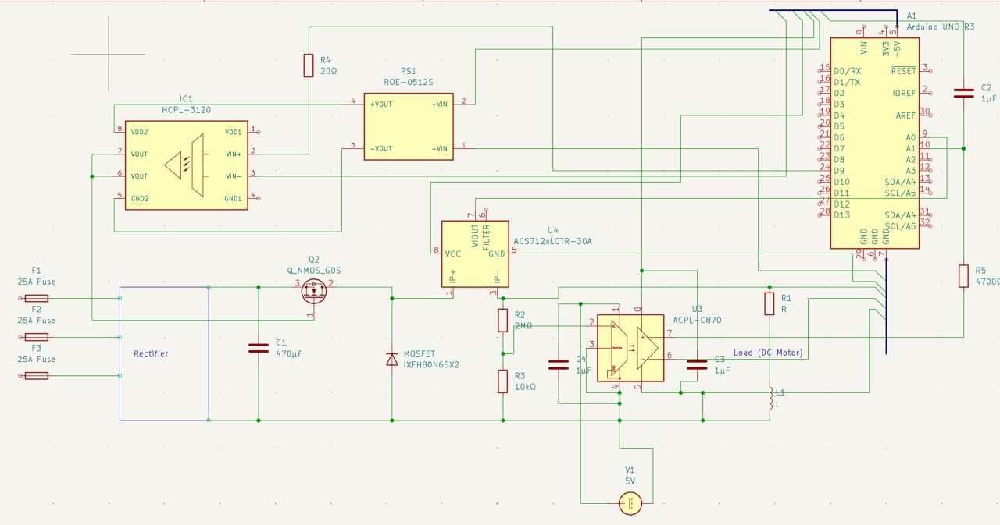 A1
Arduino_UNO_R3
8
4
5
VIN
3V3
+5V
R4
20Ω
PS1
ROE-0512S
4
+VOUT
+VIN
2
3
-VOUT
-VIN
1
IC1
HCPL-3120
8
VDD2
VDD1
1
7
VOUT
VIN+
2
6
VOUT
VIN-
3
5
GND2
GND1
4
15
D0/RX
RESET
3
16
D1/TX
17
D2
IOREF
2
18
D3
19
D4
AREF
30
20
D5
21
D6
A0
9
22
D7
A1
10
23
D8
A2
11
24
D9
A3
12
25
D10
SDA/A4
13
26
D11
SCL/A5
14
27
D12
28
D13
SDA/A4
31
SCL/A5
32
GND
GND
GND
29
6
7
C2
1μF
R5
4700Ω
7
6
VIOUT
FILTER
U4
ACS712xLCTR-30A
8
VCC
GND
5
IP+
IP-
1
3
Q2
Q_NMOS_GDS
3
2
1
F1
25A Fuse
F2
25A Fuse
F3
25A Fuse
Rectifier
C1
470μF
MOSFET
IXFH80N65X2
R2
2MΩ
R3
10kΩ
C4
1μF
U3
ACPL-C870
1
8
2
3
SHDN
7
6
4
5
C3
1μF
R1
R
Load (DC Motor)
L1
L
V1
5V